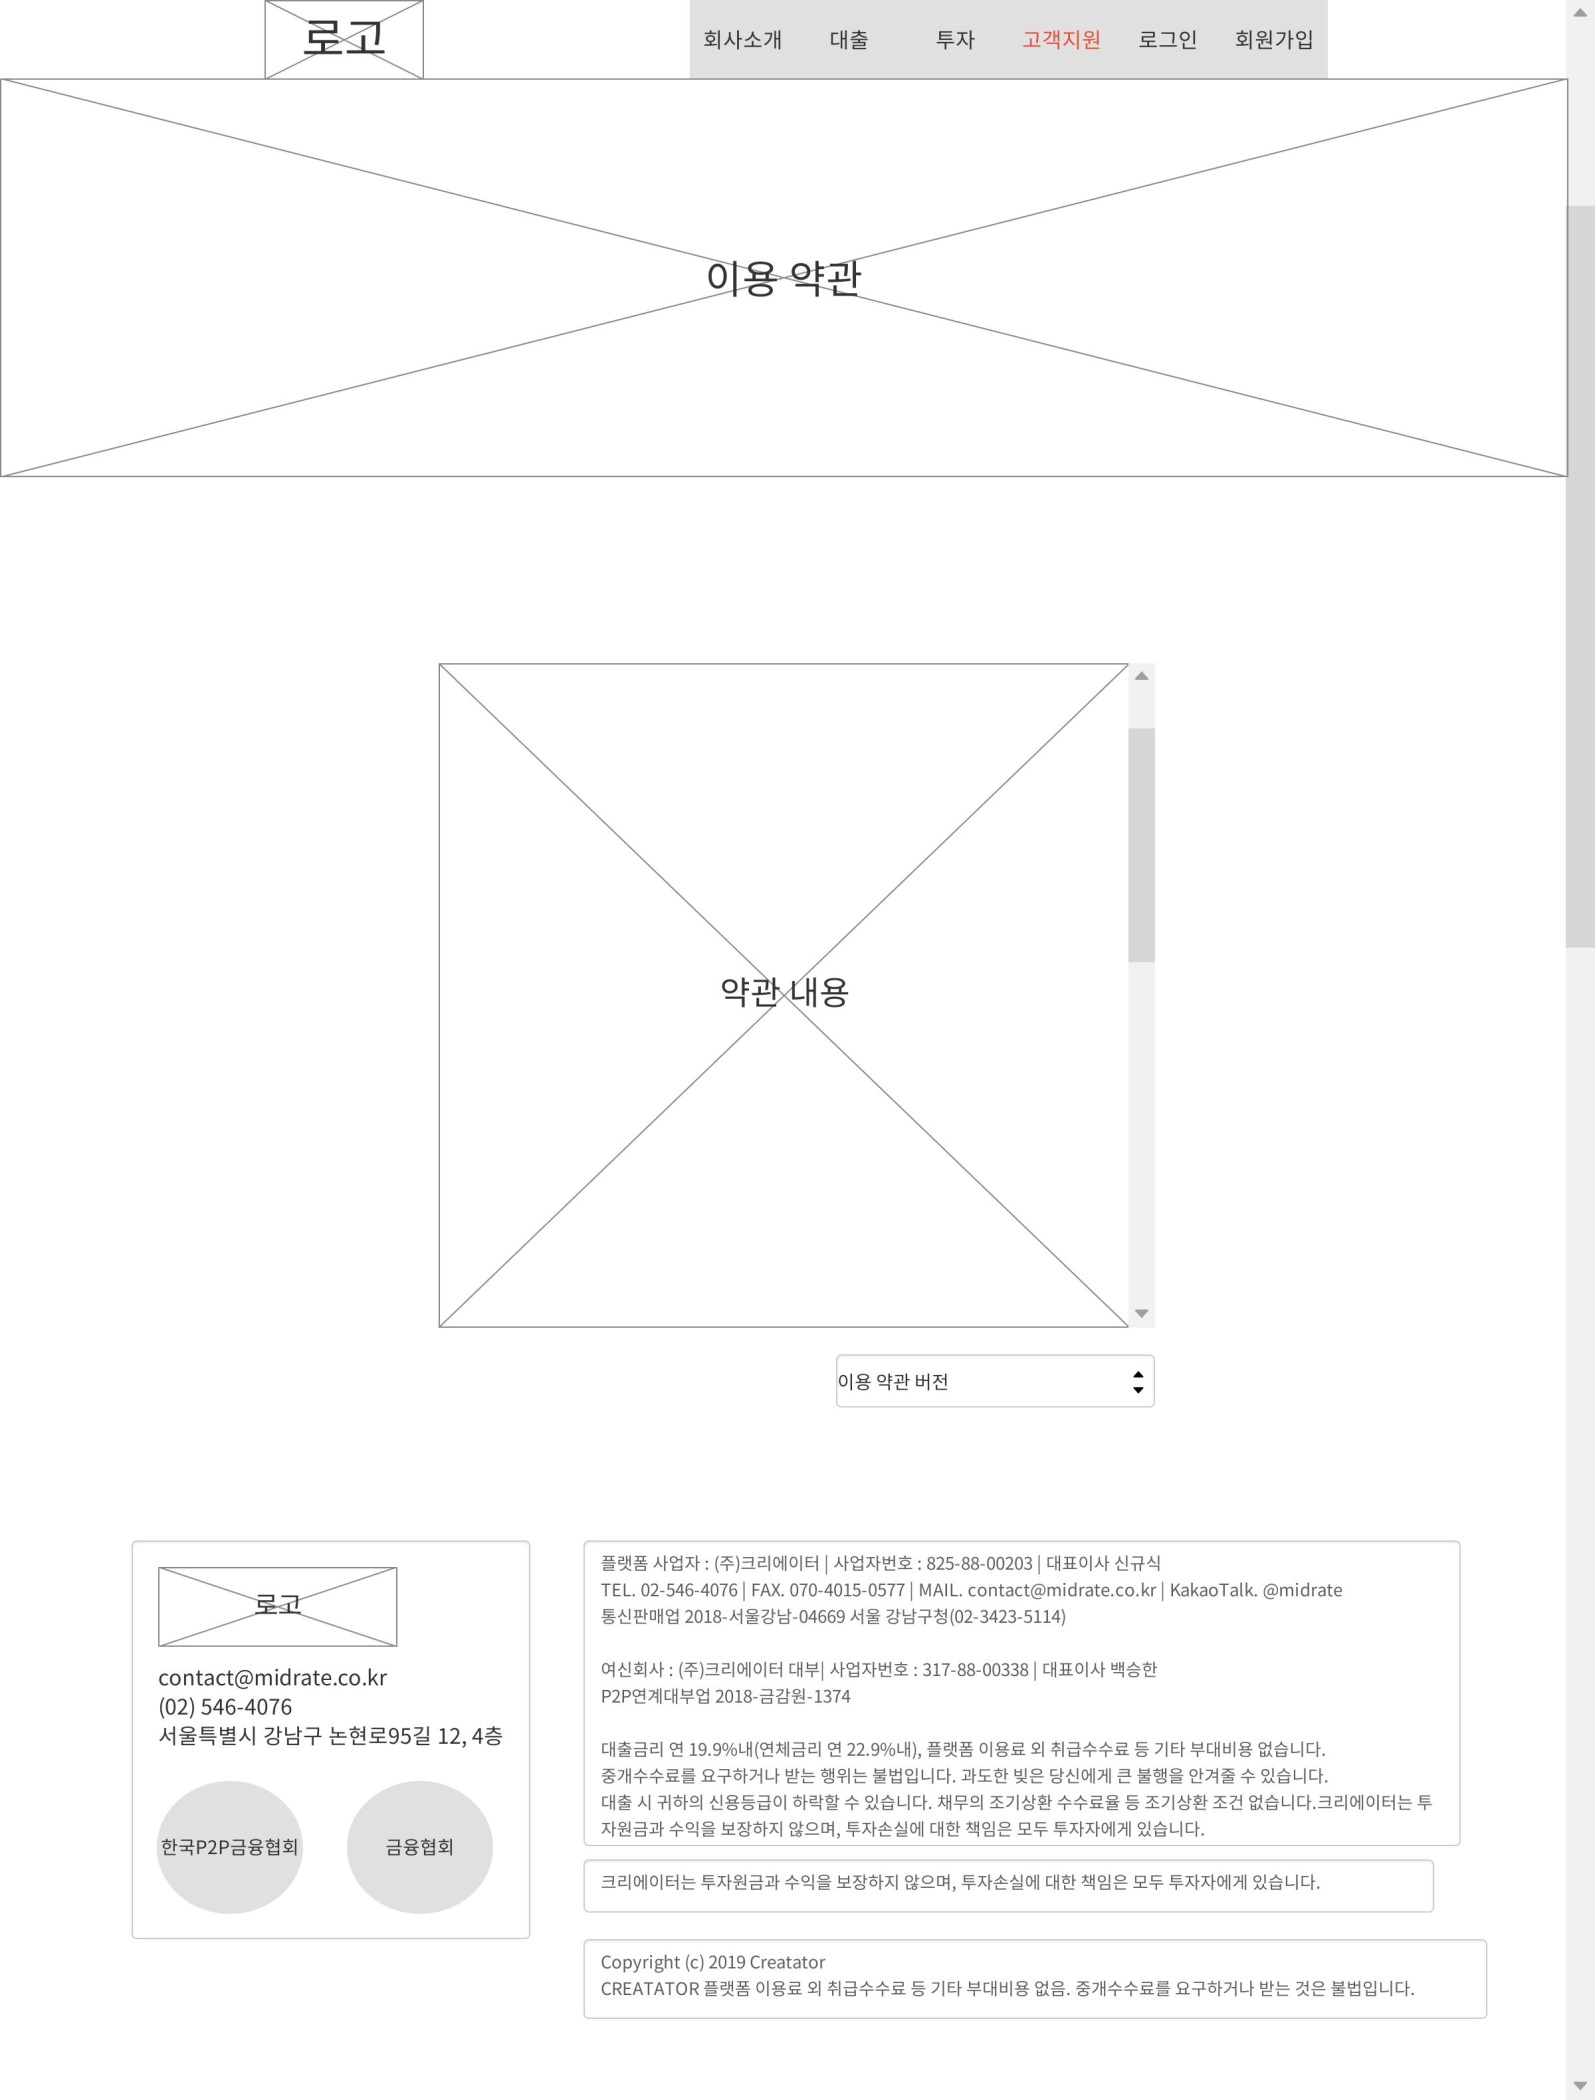 로고
회사소개 대출 투자 고객지원 로그인 회원가입
이용 약관
약관 내용
이용 약관 버전
로고
contact@midrate.co.kr
(02) 546-4076
서울특별시 강남구 논현로95길 12, 4층
한국P2P금융협회 금융협회
플랫폼 사업자 : (주)크리에이터 | 사업자번호 : 825-88-00203 | 대표이사 신규식
TEL. 02-546-4076 | FAX. 070-4015-0577 | MAIL. contact@midrate.co.kr | KakaoTalk. @midrate
통신판매업 2018-서울강남-04669 서울 강남구청(02-3423-5114)
여신회사 : (주)크리에이터 대부| 사업자번호 : 317-88-00338 | 대표이사 백승한
P2P연계대부업 2018-금감원-1374
대출금리 연 19.9%내(연체금리 연 22.9%내), 플랫폼 이용료 외 취급수수료 등 기타 부대비용 없습니다.
중개수수료를 요구하거나 받는 행위는 불법입니다. 과도한 빚은 당신에게 큰 불행을 안겨줄 수 있습니다.
대출 시 귀하의 신용등급이 하락할 수 있습니다. 채무의 조기상환 수수료율 등 조기상환 조건 없습니다.크리에이터는 투
자원금과 수익을 보장하지 않으며, 투자손실에 대한 책임은 모두 투자자에게 있습니다.
크리에이터는 투자원금과 수익을 보장하지 않으며, 투자손실에 대한 책임은 모두 투자자에게 있습니다.
Copyright (c) 2019 Creatator
CREATATOR 플랫폼 이용료 외 취급수수료 등 기타 부대비용 없음. 중개수수료를 요구하거나 받는 것은 불법입니다.